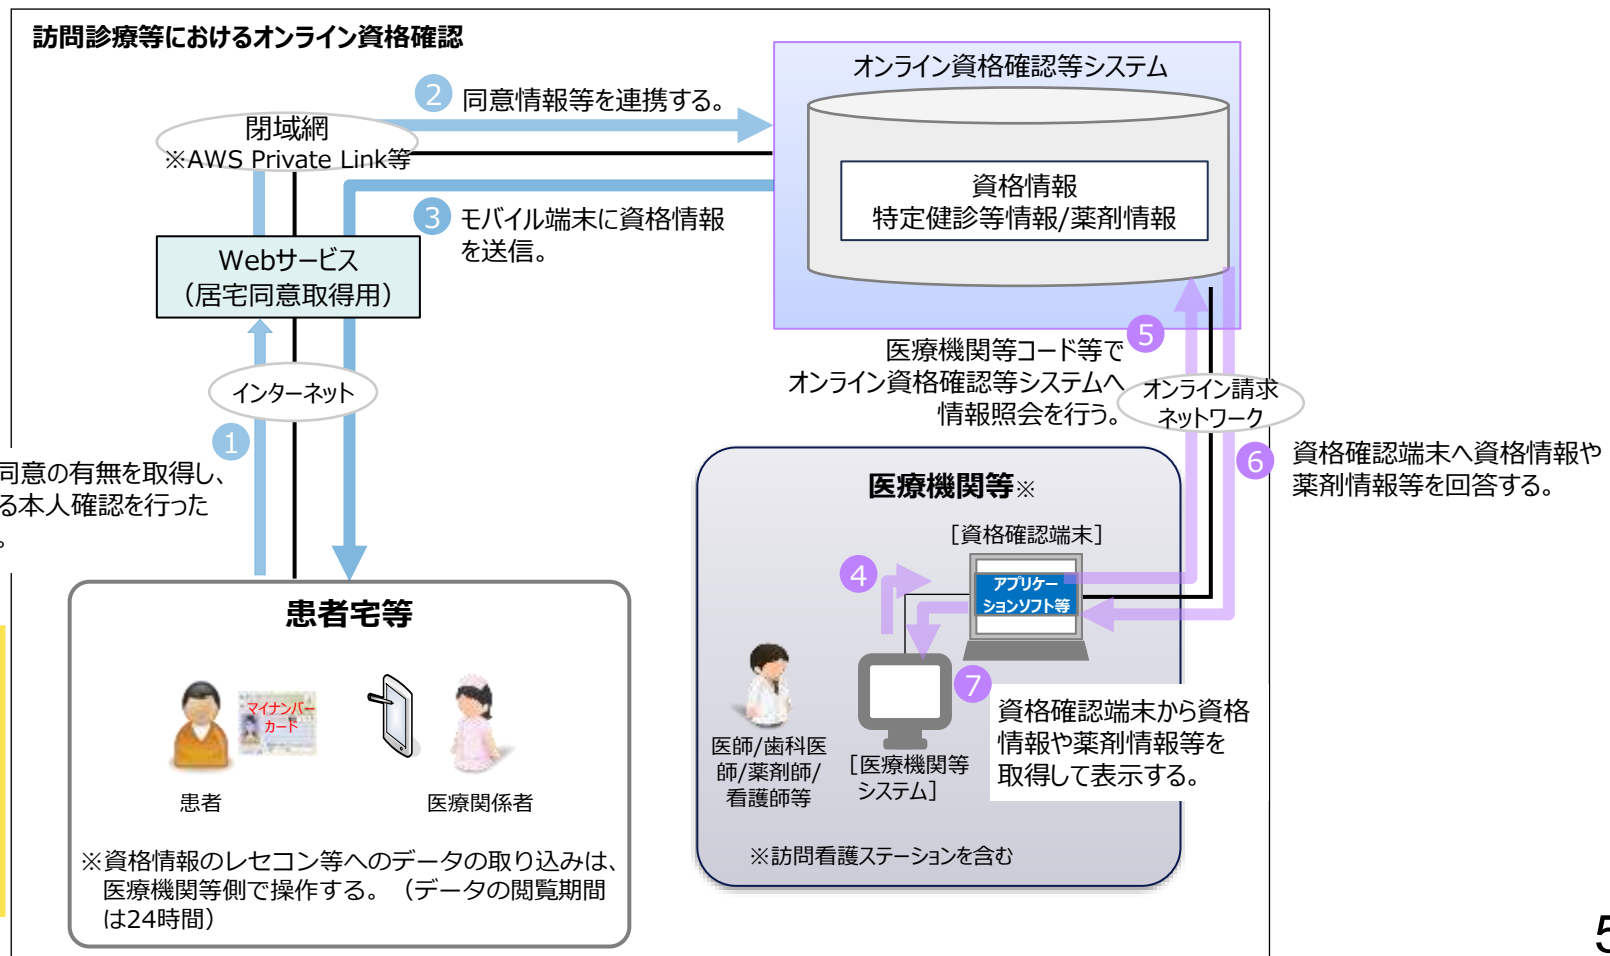 訪問診療等におけるオンライン資格確認
オンライン資格確認等システム
2 同意情報等を連携する。
閉域網
※AWS Private Link等
資格情報
特定健診等情報/薬剤情報
3 モバイル端末に資格情報
を送信。
Webサービス
（居宅同意取得用）
5
医療機関等コード等で
オンライン資格確認等システムへ
情報照会を行う。
オンライン請求
ネットワーク
インターネット
1
同意の有無を取得し、
る本人確認を行った
。
6 資格確認端末へ資格情報や
薬剤情報等を回答する。
医療機関等※
［資格確認端末］
4
アプリケー
ションソフト等
患者宅等
マイナンバー
カード
患者
医療関係者
※資格情報のレセコン等へのデータの取り込みは、
医療機関等側で操作する。（データの閲覧期間
は24時間）
医師/歯科医
師/薬剤師/
看護師等
［医療機関等
システム］
7
資格確認端末から資格
情報や薬剤情報等を
取得して表示する。
※訪問看護ステーションを含む
5